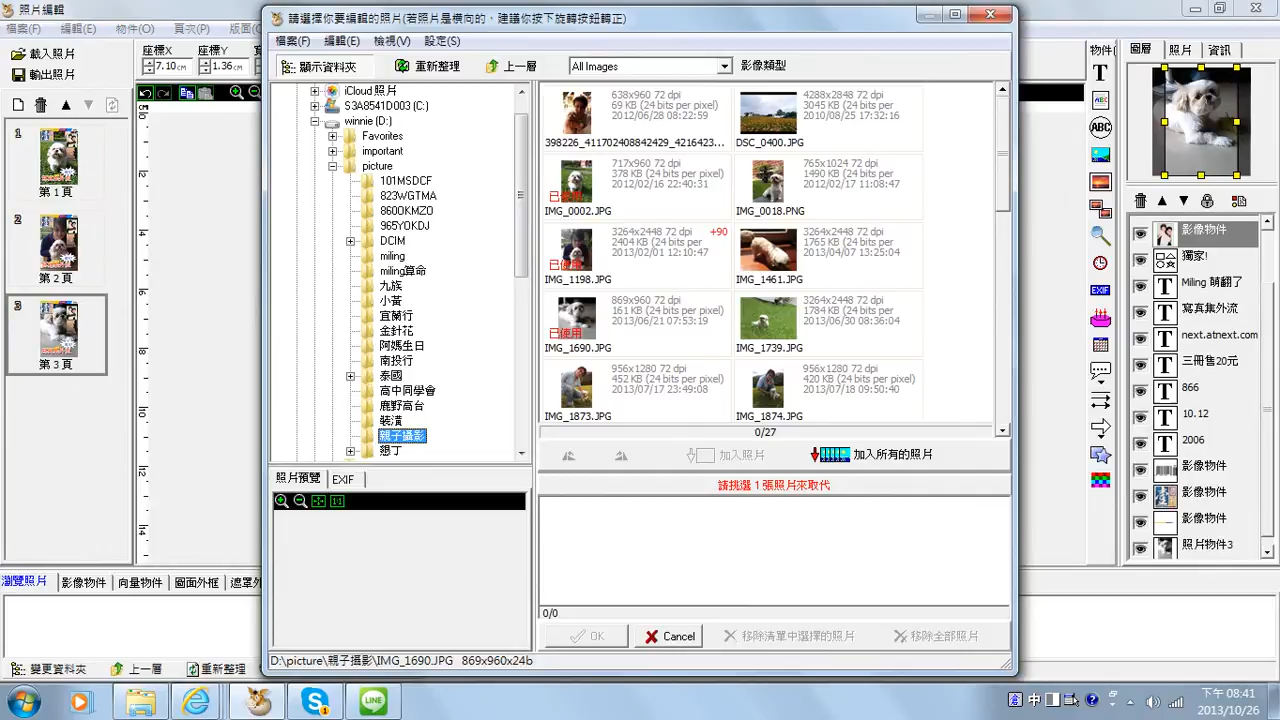 照片編輯
檔案(F) 編輯(E) 物件(O) 頁次(P) 版面(
載入照片
輸出照片
座標X 座標Y
7.10cm 1.36cm
第 1 頁
第 2 頁
第 3 頁
瀏覽照片 影像物件 向量物件 圖面外框 遮罩外
變更資料夾 上一層 重新整理
請選擇你要編輯的照片(若照片是橫向的，建議你按下旋轉按鈕轉正)
檔案(F) 編輯(E) 檢視(V) 設定(S)
顯示資料夾 重新整理 上一層 All Images 影像類型
iCloud 照片
S3A8541D003 (C:)
winnie (D:)
Favorites
important
picture
101MSDCF
823WGTMA
860OKMZO
965YOKDJ
DCIM
miling
miling算命
九族
小黃
宜蘭行
金針花
阿媽生日
南投行
泰國
高中同學會
鹿野高台
裝潢
親子攝影
墾丁
638x960 72 dpi
69 KB (24 bits per pixel)
2012/06/28 08:22:59
398226_411702408842429_4216423...
4288x2848 72 dpi
3045 KB (24 bits per pixel)
2010/08/25 17:32:16
DSC_0400.JPG
717x960 72 dpi
378 KB (24 bits per pixel)
2012/02/16 22:40:31
IMG_0002.JPG
765x1024 72 dpi
1490 KB (24 bits per pixel)
2012/02/17 11:08:47
IMG_0018.PNG
3264x2448 72 dpi +90
2404 KB (24 bits per
2013/02/01 12:10:47
IMG_1198.JPG
3264x2448 72 dpi
1765 KB (24 bits per
2013/04/07 13:25:04
IMG_1461.JPG
869x960 72 dpi
161 KB (24 bits per pixel)
2013/06/21 07:53:19
已使用
IMG_1690.JPG
3264x2448 72 dpi
1784 KB (24 bits per
2013/06/30 08:36:04
IMG_1739.JPG
956x1280 72 dpi
452 KB (24 bits per pixel)
2013/07/17 23:49:08
IMG_1873.JPG
956x1280 72 dpi
420 KB (24 bits per pixel)
2013/07/18 09:50:40
IMG_1874.JPG
0/27
加入照片 加入所有的照片
請挑選 1 張照片來取代
照片預覽 EXIF
0/0
OK Cancel 移除清單中選擇的照片 移除全部照片
D:\picture\親子攝影\IMG_1690.JPG 869x960x24b
物件(
圖層 照片 資訊
T
ABC
EXIF
影像物件
獨家!
Miling 萌翻了
寫真集外流
next.atnext.com
三冊售20元
866
10.12
2006
影像物件
影像物件
影像物件
照片物件3
中
下午 08:41
2013/10/26